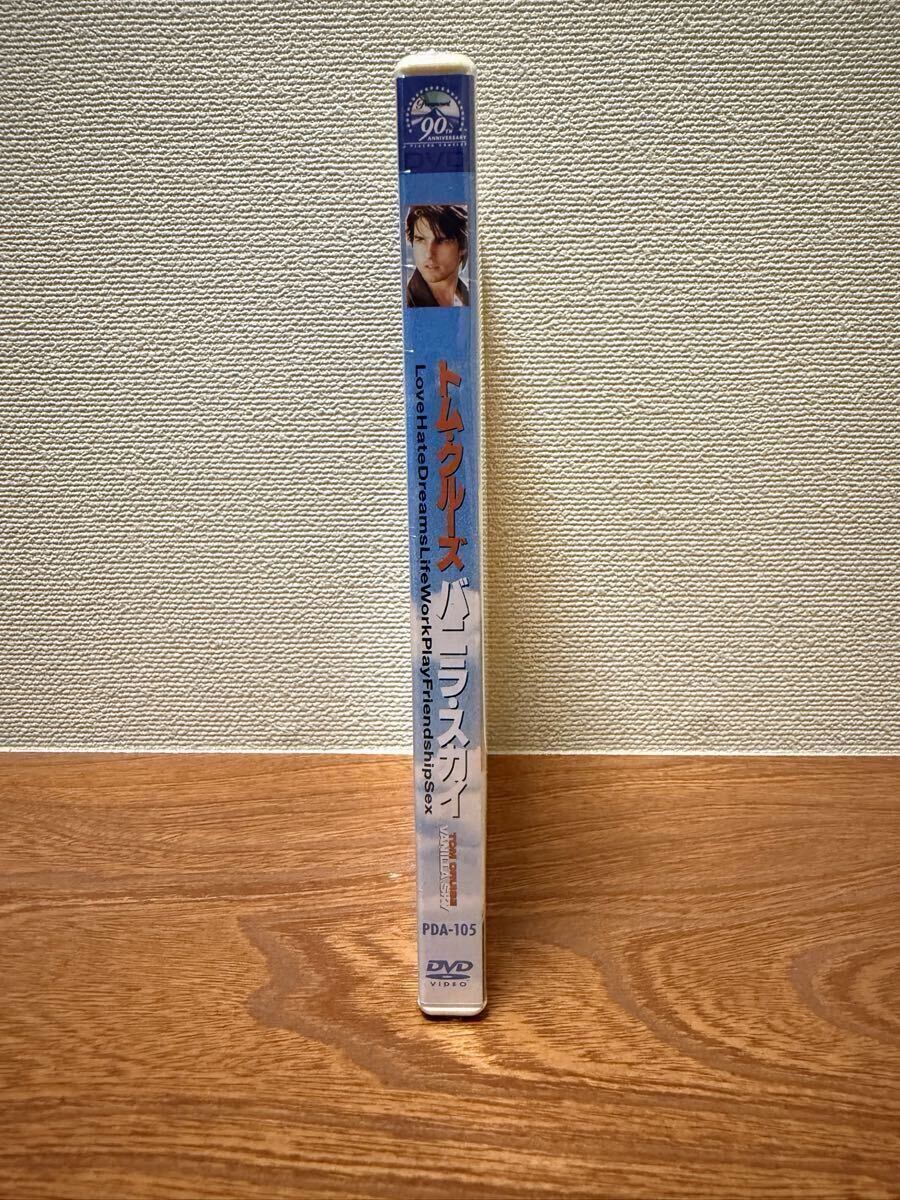 Paramount
90th
ANNIVERSARY
DVD
トム・クルーズ バニラ・スカイ
LoveHateDreamsLifeWorkPlayFriendshipSex
TOM CRUISE
VANILLA SKY
PDA-105
DVD
VIDEO